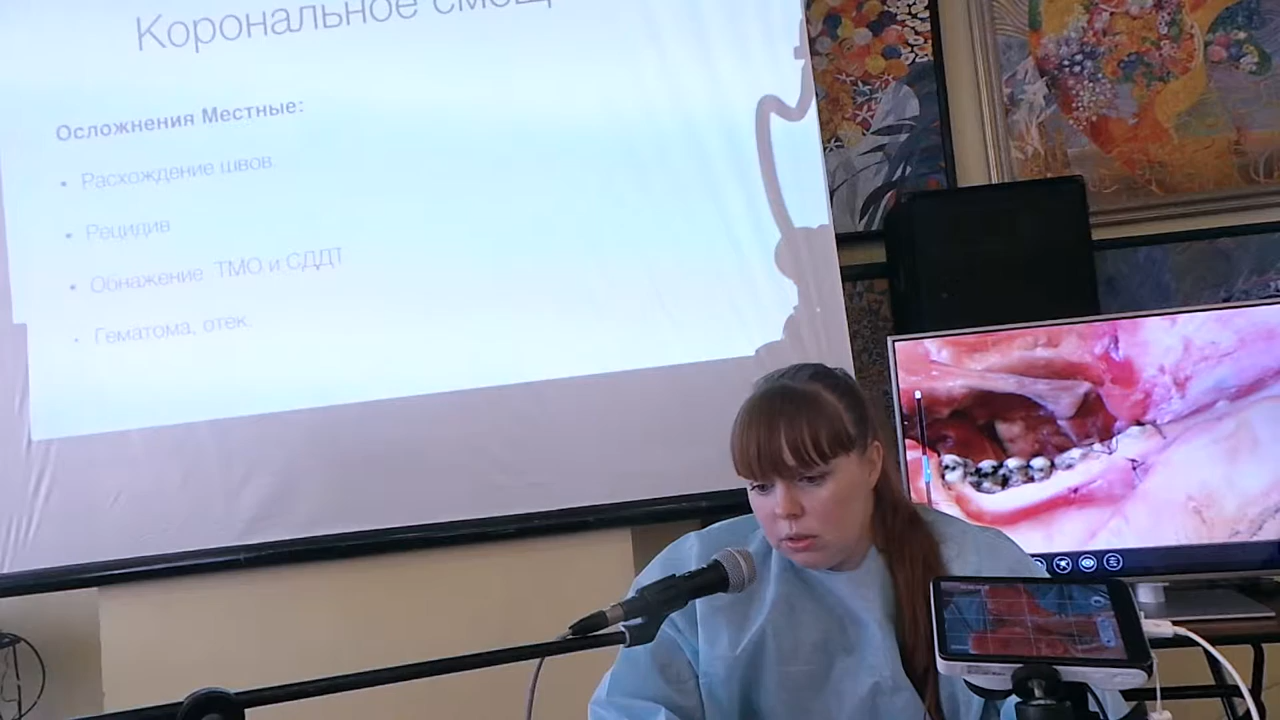 Корональное смещ
Осложнения Местные:
• Расхождение швов
• Рецидив
• Обнажение ТМО и СДДТ
• Гематома, отек.